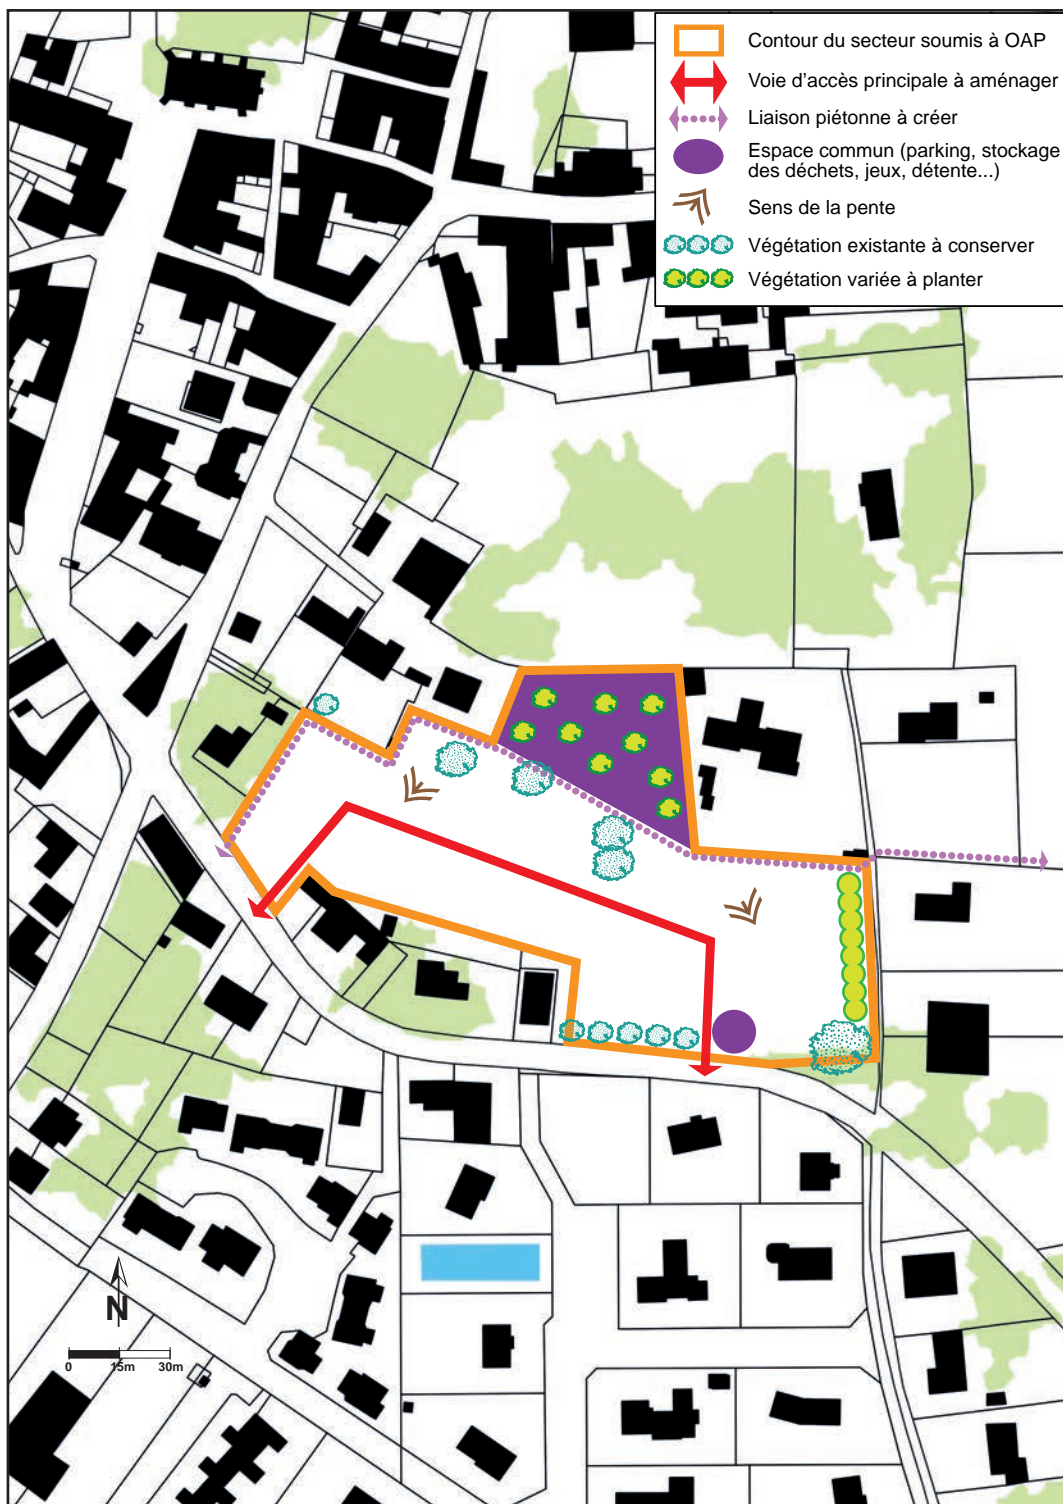 Contour du secteur soumis à OAP
Voie d'accès principale à aménager
Liaison piétonne à créer
Espace commun (parking, stockage
des déchets, jeux, détente...)
Sens de la pente
Végétation existante à conserver
Végétation variée à planter
N
0 15m 30m